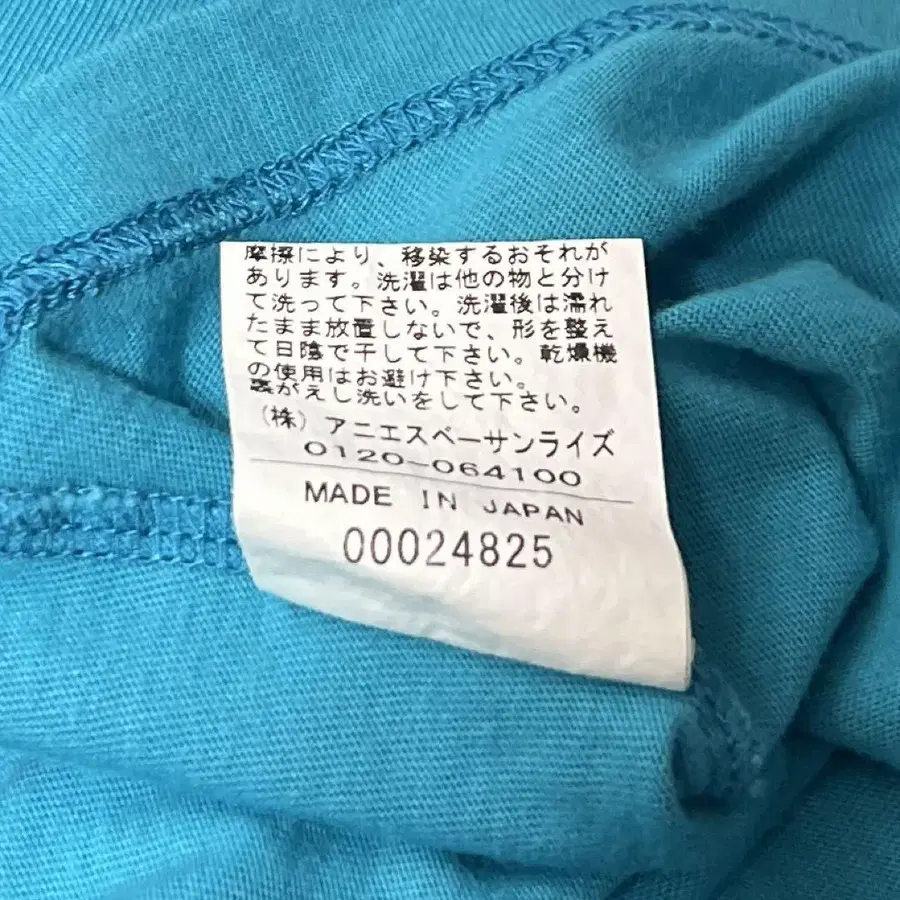 摩擦により、移染するおそれが
あります。洗濯は他の物と分け
て洗って下さい。洗濯後は濡れ
たまま放置しないで、形を整え
て日陰で干して下さい。乾燥機
の使用はお避け下さい。
裏がえし洗いをして下さい。
(株)アニエスベーサンライズ
0120-064100
MADE IN JAPAN
00024825